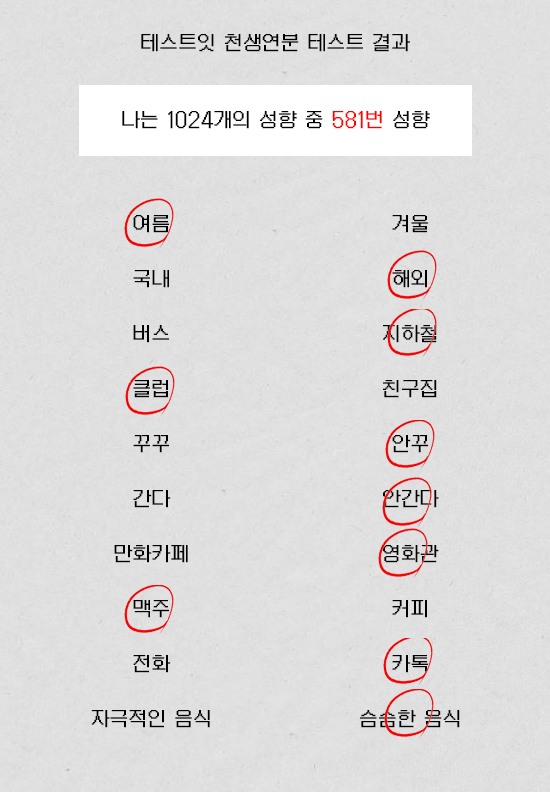 테스트잇 천생연분 테스트 결과
나는 1024개의 성향 중 581번 성향
여름 겨울
국내 해외
버스 지하철
클럽 친구집
꾸꾸 안꾸
간다 안간다
만화카페 영화관
맥주 커피
전화 카톡
자극적인 음식 슴슴한 음식